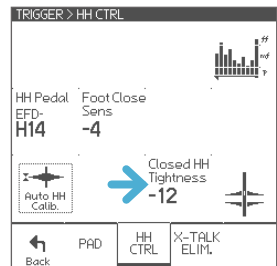 TRIGGER > HH CTRL
ff
mf
p
HH Pedal
EFD-
H14
Foot Close
Sens
-4
Auto HH
Calib.
Closed HH
Tightness
-12
Back
PAD
HH
CTRL
X-TALK
ELIM.